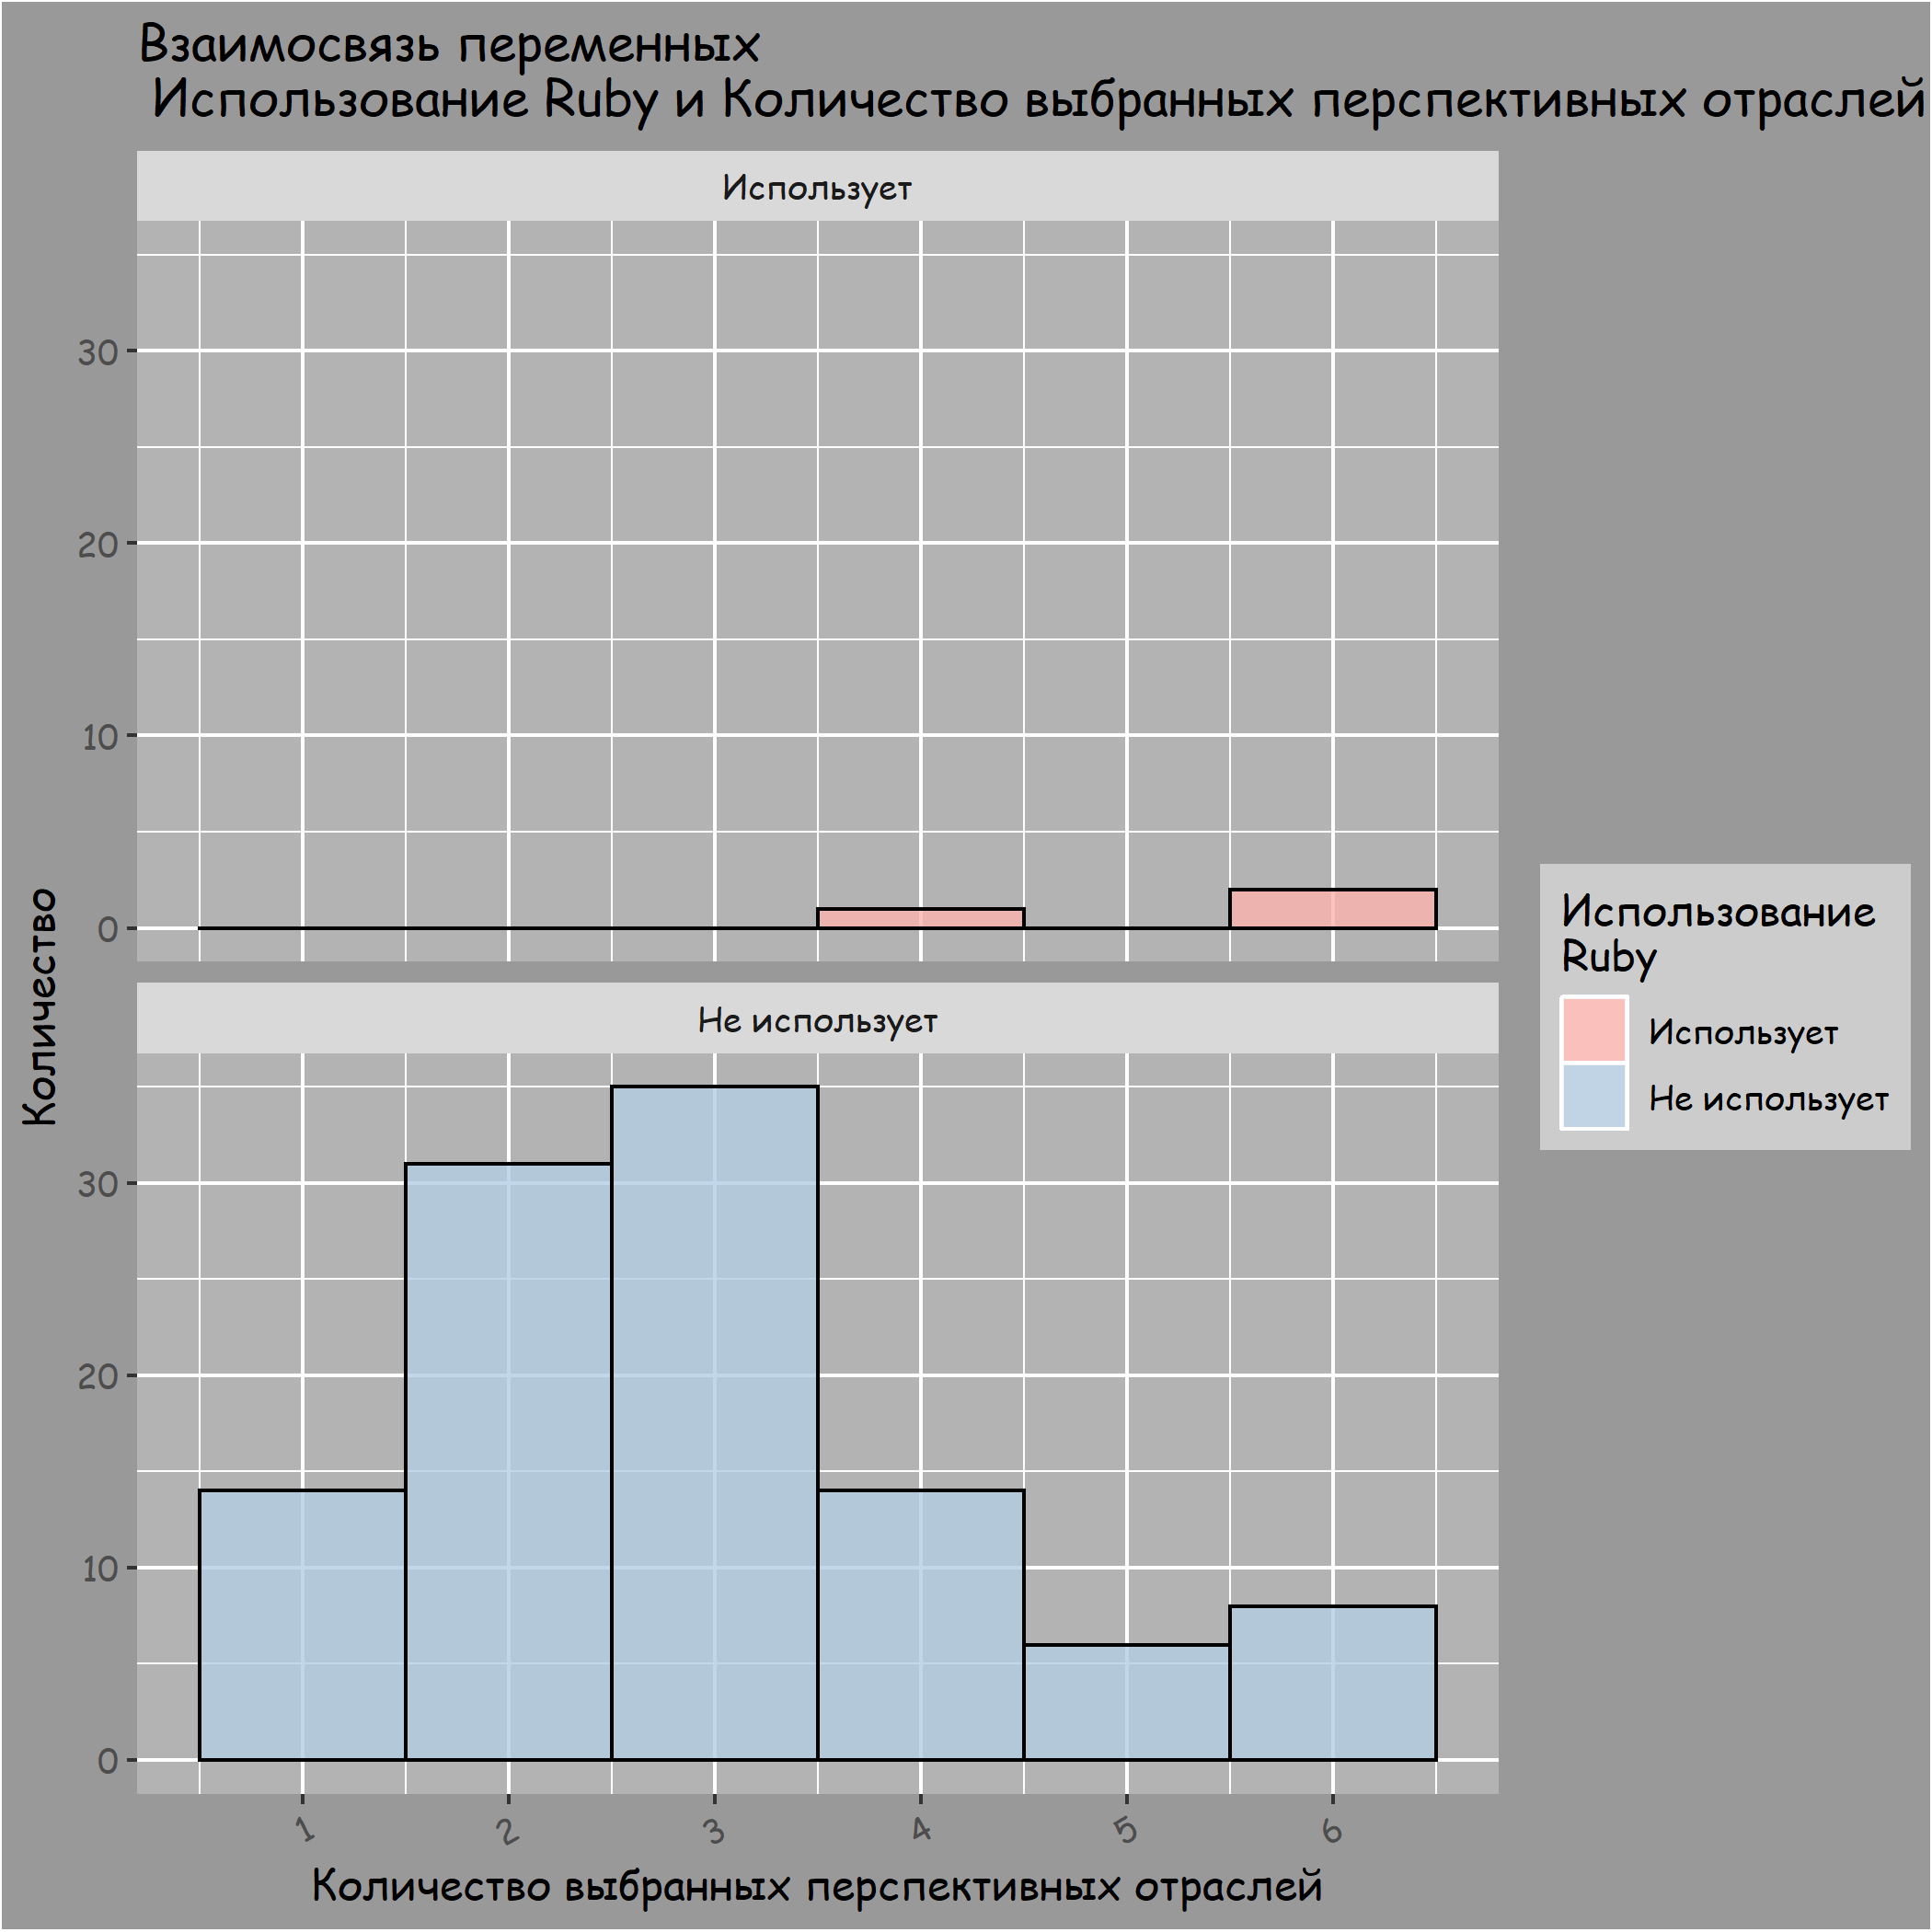 Взаимосвязь переменных
Использование Ruby и Количество выбранных перспективных отраслей
Использует
30
20
10
0
Не использует
30
20
10
0
1 2 3 4 5 6
Количество выбранных перспективных отраслей
Количество
Использование
Ruby
Использует
Не использует